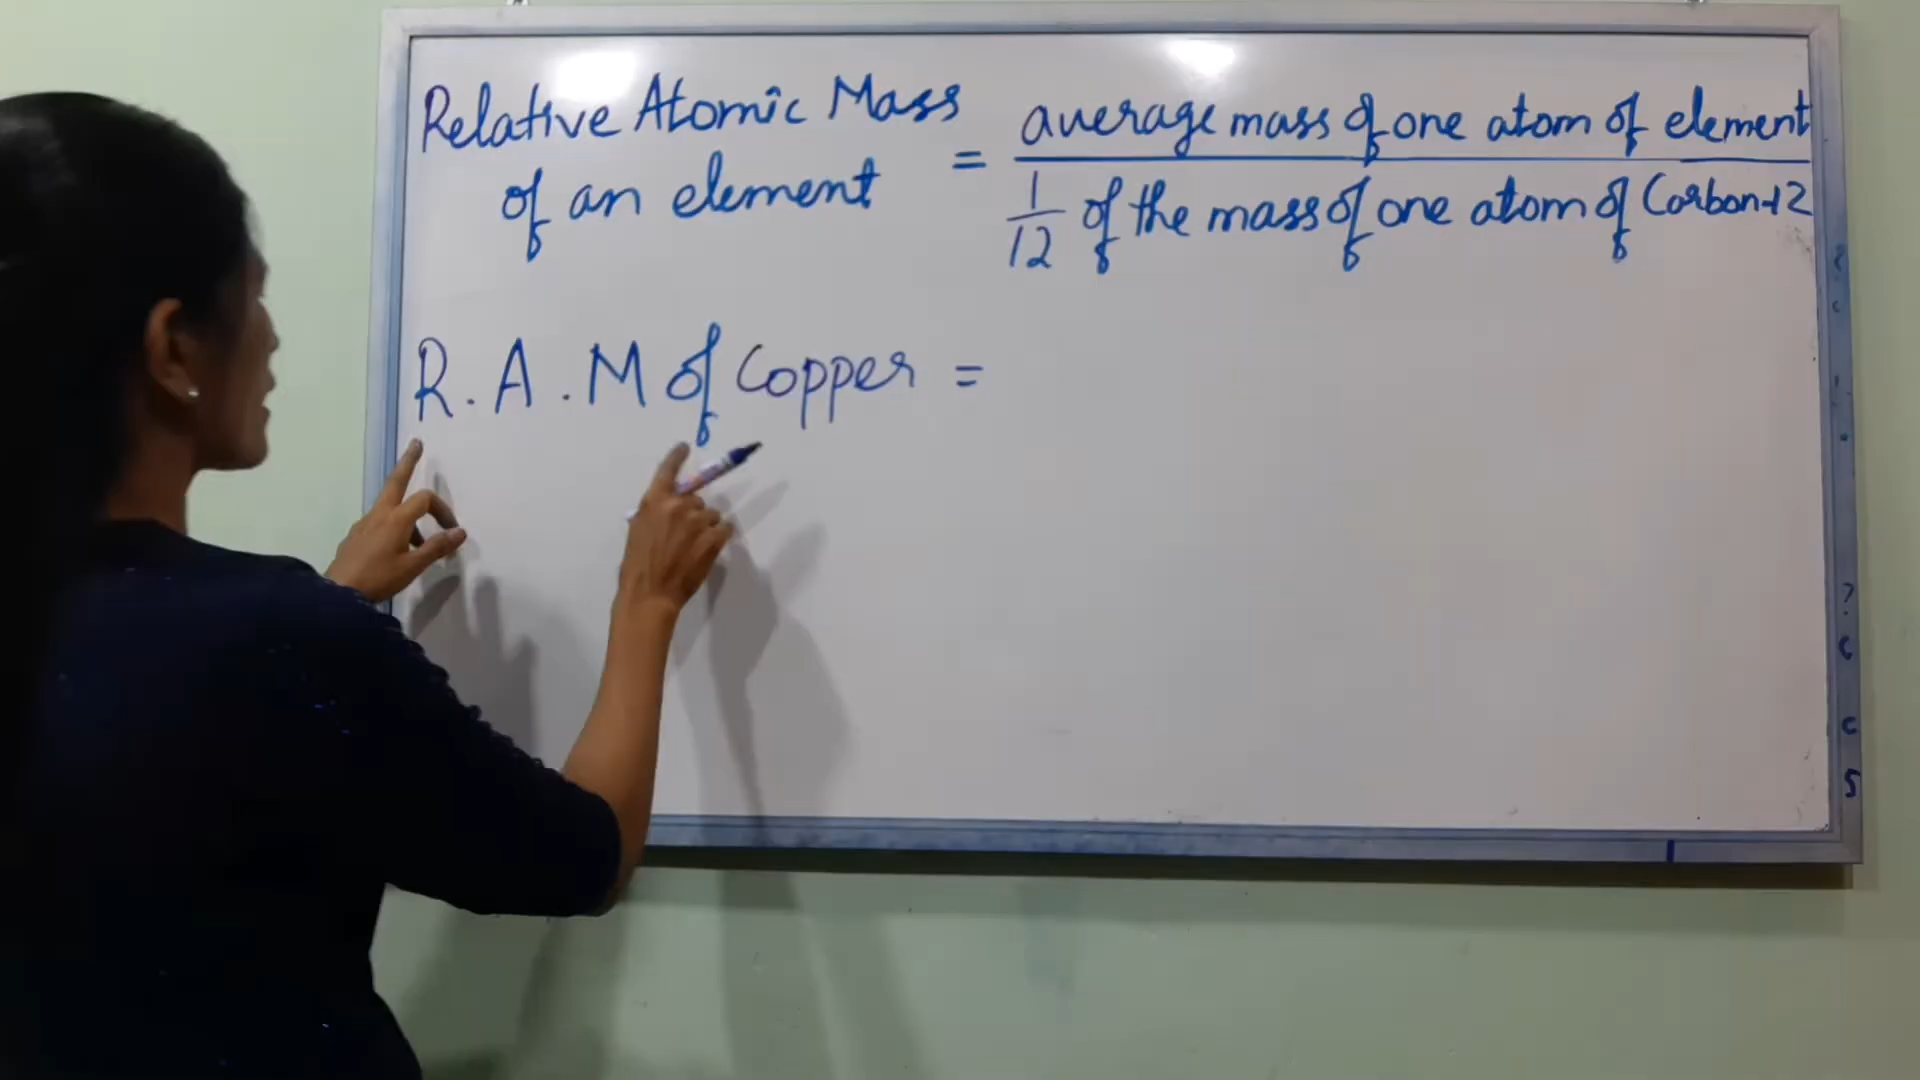 Relative Atomic Mass
of an element
=
average mass of one atom of element
1/12 of the mass of one atom of Carbon-12
R.A.M of Copper =